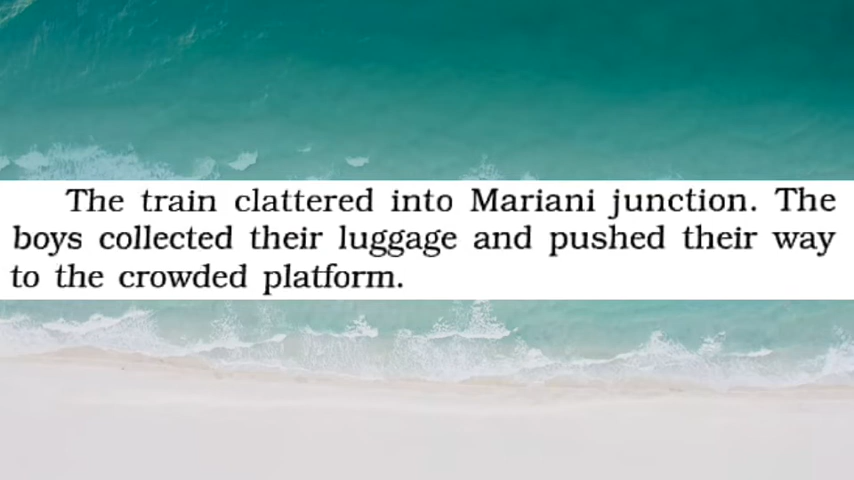 The train clattered into Mariani junction. The
boys collected their luggage and pushed their way
to the crowded platform.